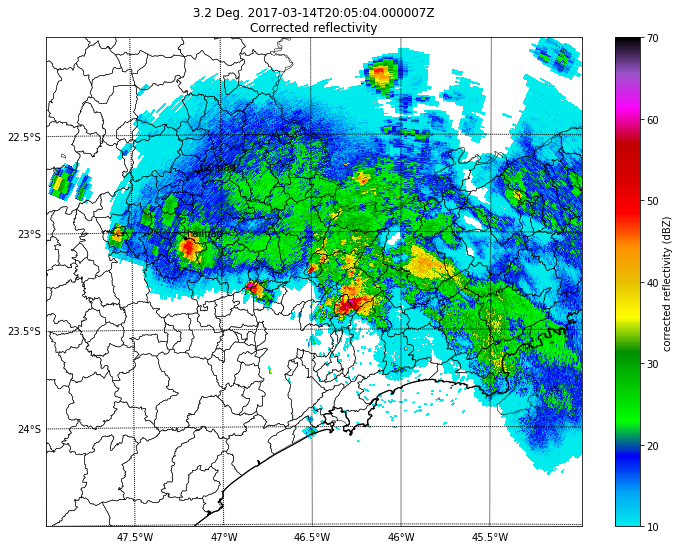 3.2 Deg. 2017-03-14T20:05:04.000007Z
Corrected reflectivity
22.5°S
23°S
23.5°S
24°S
47.5°W
47°W
46.5°W
46°W
45.5°W
70
60
50
40
30
20
10
corrected reflectivity (dBZ)